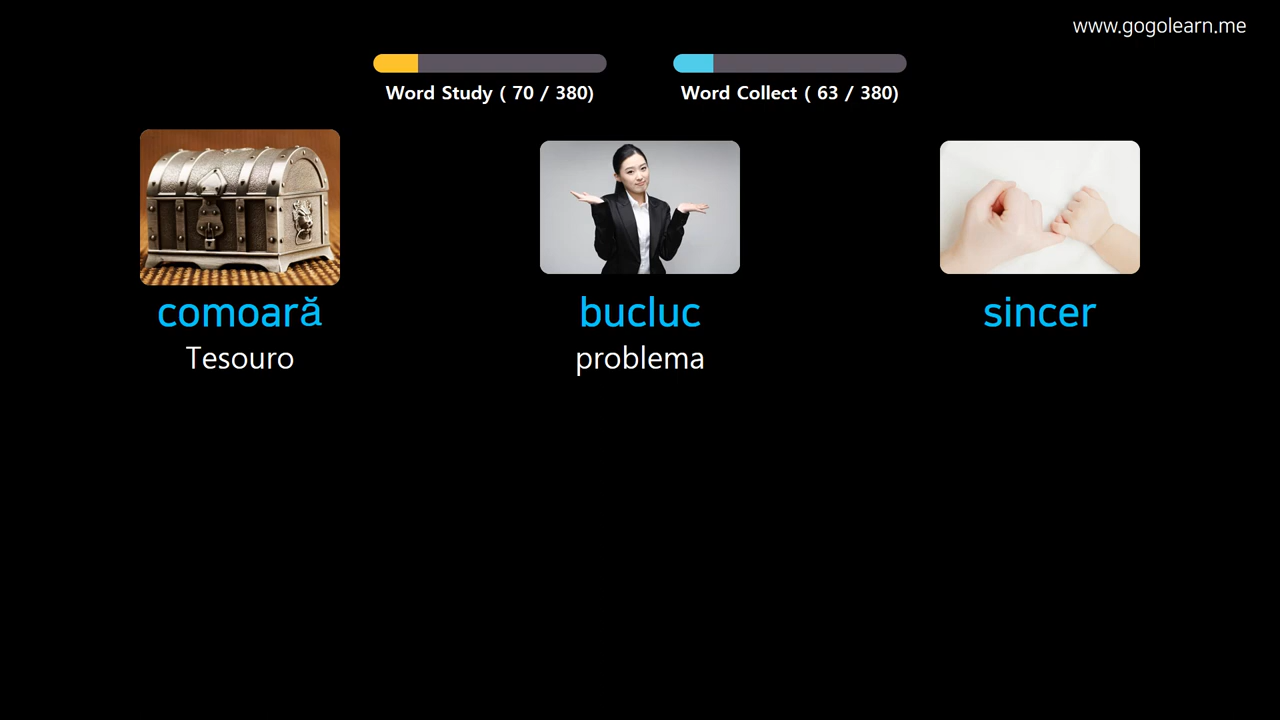 www.gogolearn.me
Word Study ( 70 / 380)
Word Collect ( 63 / 380)
comoară
bucluc
sincer
Tesouro
problema